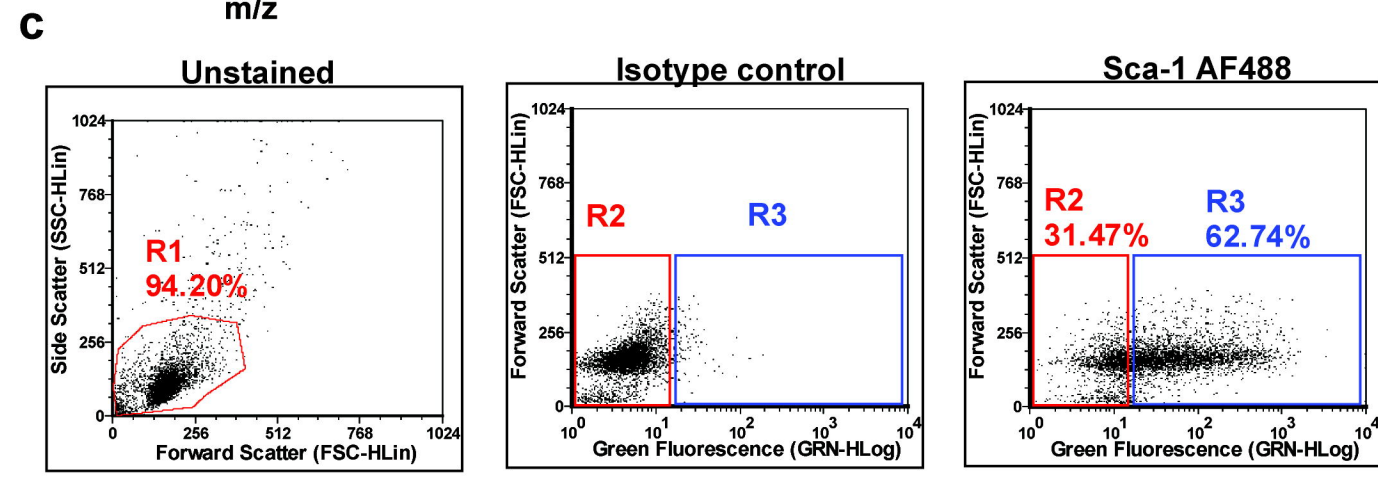 m/z
C
Unstained
1024
768
512
256
0
0 256 512 768 1024
Side Scatter (SSC-HLin)
Forward Scatter (FSC-HLin)
R1
94.20%
Isotype control
1024
768
512
256
0
10^0 10^1 10^2 10^3 10^4
Forward Scatter (FSC-HLin)
Green Fluorescence (GRN-HLog)
R2
R3
Sca-1 AF488
1024
768
512
256
0
10^0 10^1 10^2 10^3 10^4
Forward Scatter (FSC-HLin)
Green Fluorescence (GRN-HLog)
R2
31.47%
R3
62.74%